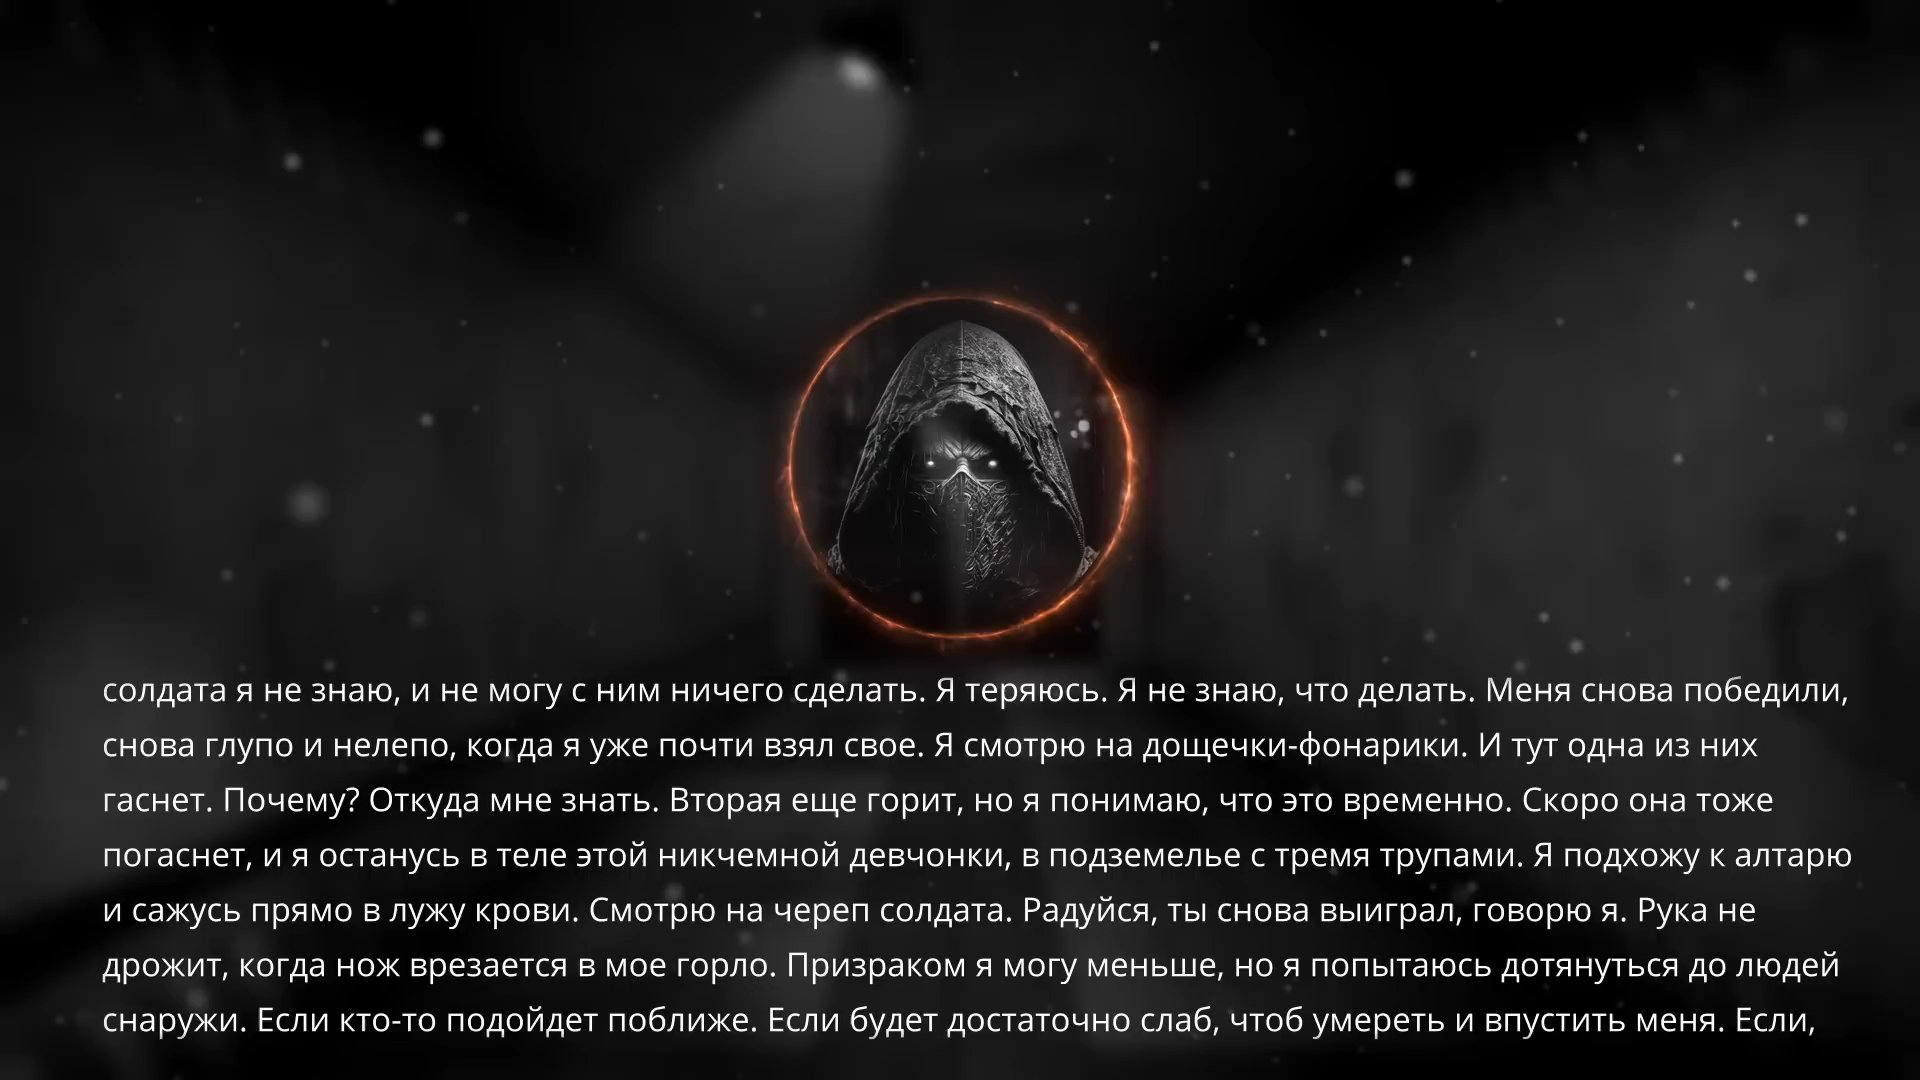 солдата я не знаю, и не могу с ним ничего сделать. Я теряюсь. Я не знаю, что делать. Меня снова победили,
снова глупо и нелепо, когда я уже почти взял свое. Я смотрю на дощечки-фонарики. И тут одна из них
гаснет. Почему? Откуда мне знать. Вторая еще горит, но я понимаю, что это временно. Скоро она тоже
погаснет, и я останусь в теле этой никчемной девчонки, в подземелье с тремя трупами. Я подхожу к алтарю
и сажусь прямо в лужу крови. Смотрю на череп солдата. Радуйся, ты снова выиграл, говорю я. Рука не
дрожит, когда нож врезается в мое горло. Призраком я могу меньше, но я попытаюсь дотянуться до людей
снаружи. Если кто-то подойдет поближе. Если будет достаточно слаб, чтоб умереть и впустить меня. Если,